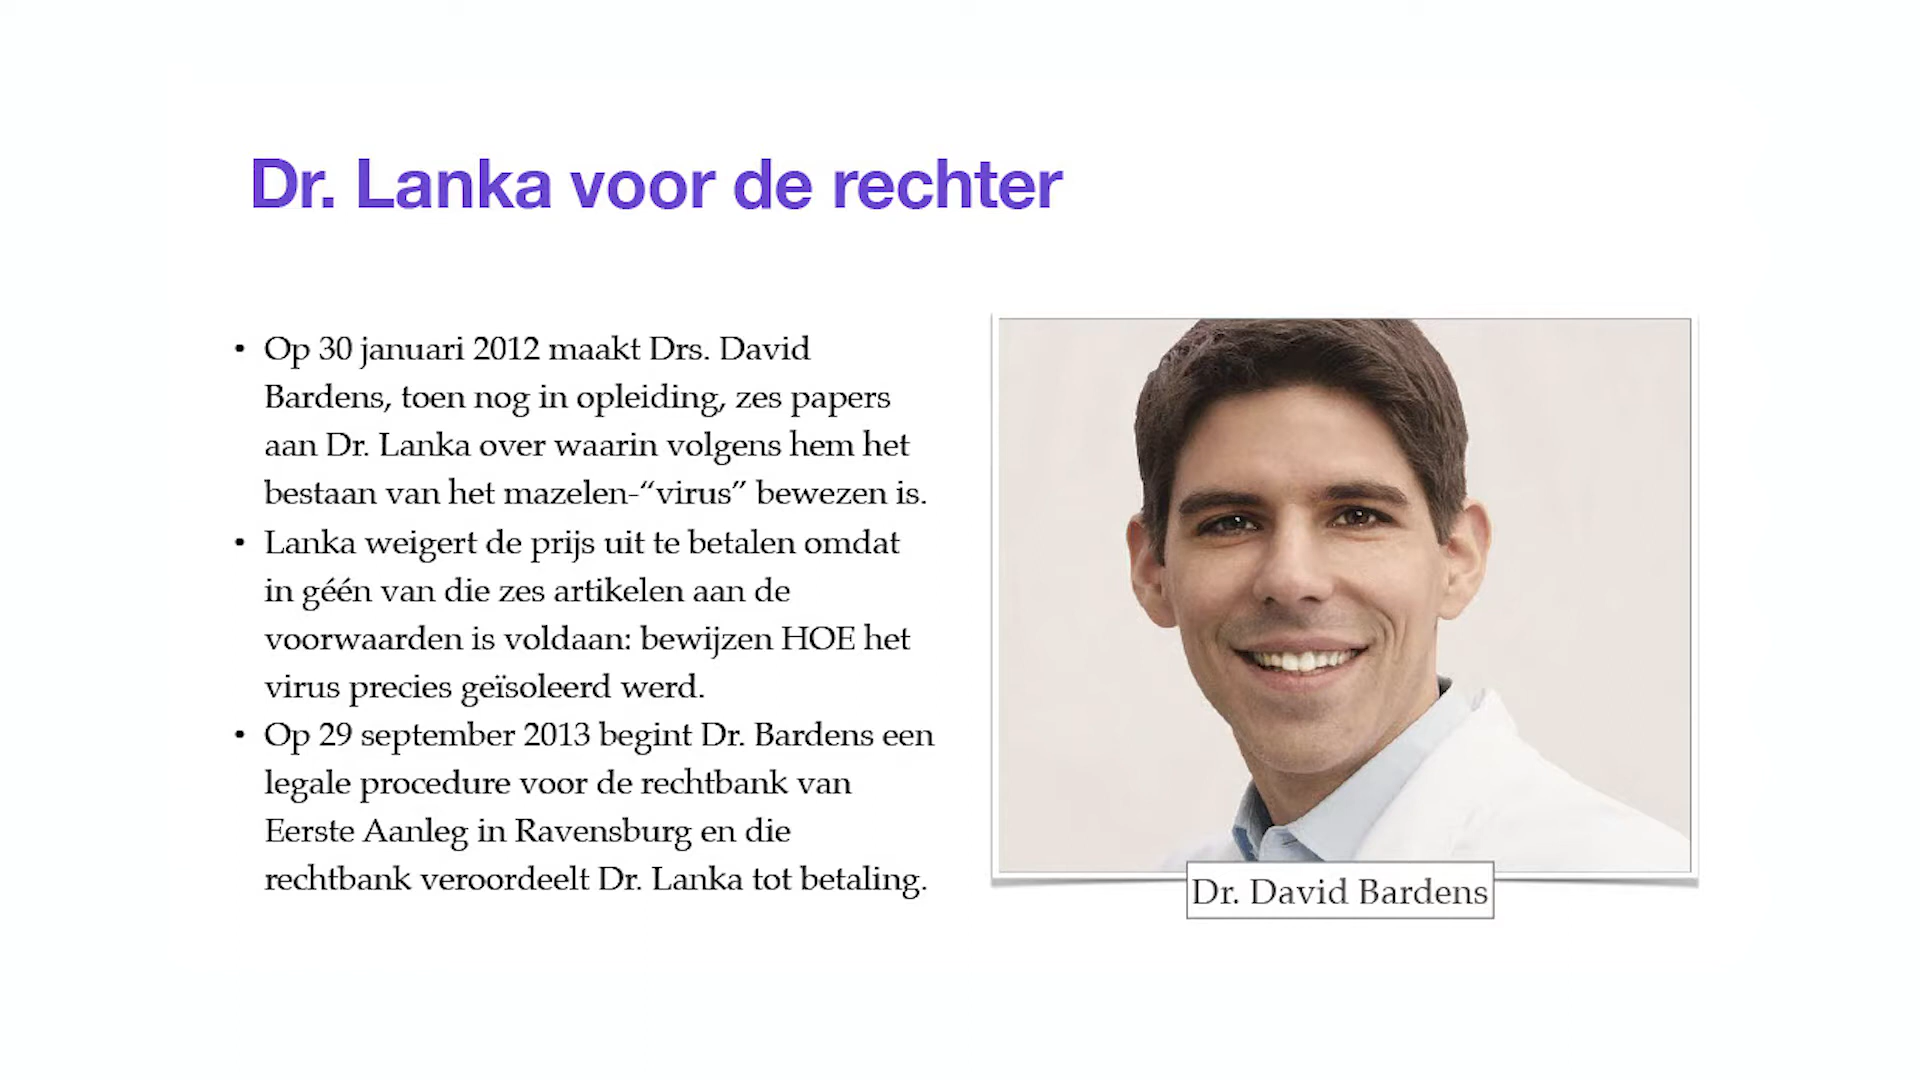 Dr. Lanka voor de rechter
• Op 30 januari 2012 maakt Drs. David
Bardens, toen nog in opleiding, zes papers
aan Dr. Lanka over waarin volgens hem het
bestaan van het mazelen-“virus” bewezen is.
• Lanka weigert de prijs uit te betalen omdat
in géén van die zes artikelen aan de
voorwaarden is voldaan: bewijzen HOE het
virus precies geïsoleerd werd.
• Op 29 september 2013 begint Dr. Bardens een
legale procedure voor de rechtbank van
Eerste Aanleg in Ravensburg en die
rechtbank veroordeelt Dr. Lanka tot betaling.
Dr. David Bardens